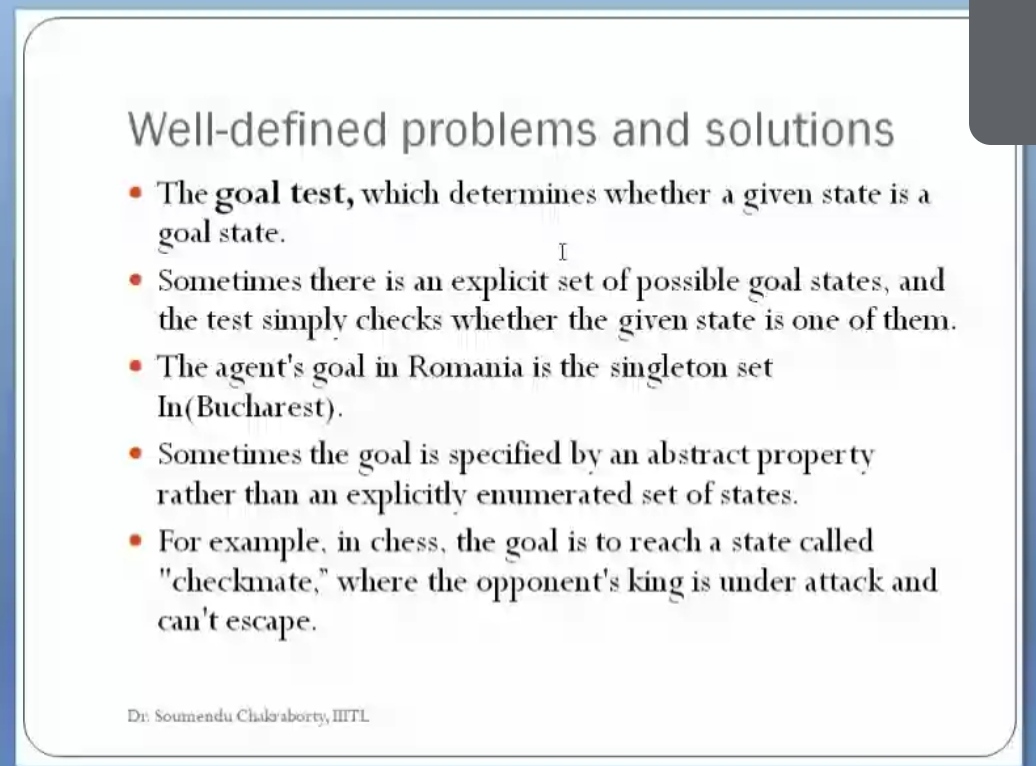 Well-defined problems and solutions
• The goal test, which determines whether a given state is a
goal state.
• Sometimes there is an explicit set of possible goal states, and
the test simply checks whether the given state is one of them.
• The agent's goal in Romania is the singleton set
In(Bucharest).
• Sometimes the goal is specified by an abstract property
rather than an explicitly enumerated set of states.
• For example, in chess, the goal is to reach a state called
"checkmate," where the opponent's king is under attack and
can't escape.
Dr. Soumendu Chakraborty, IIITL